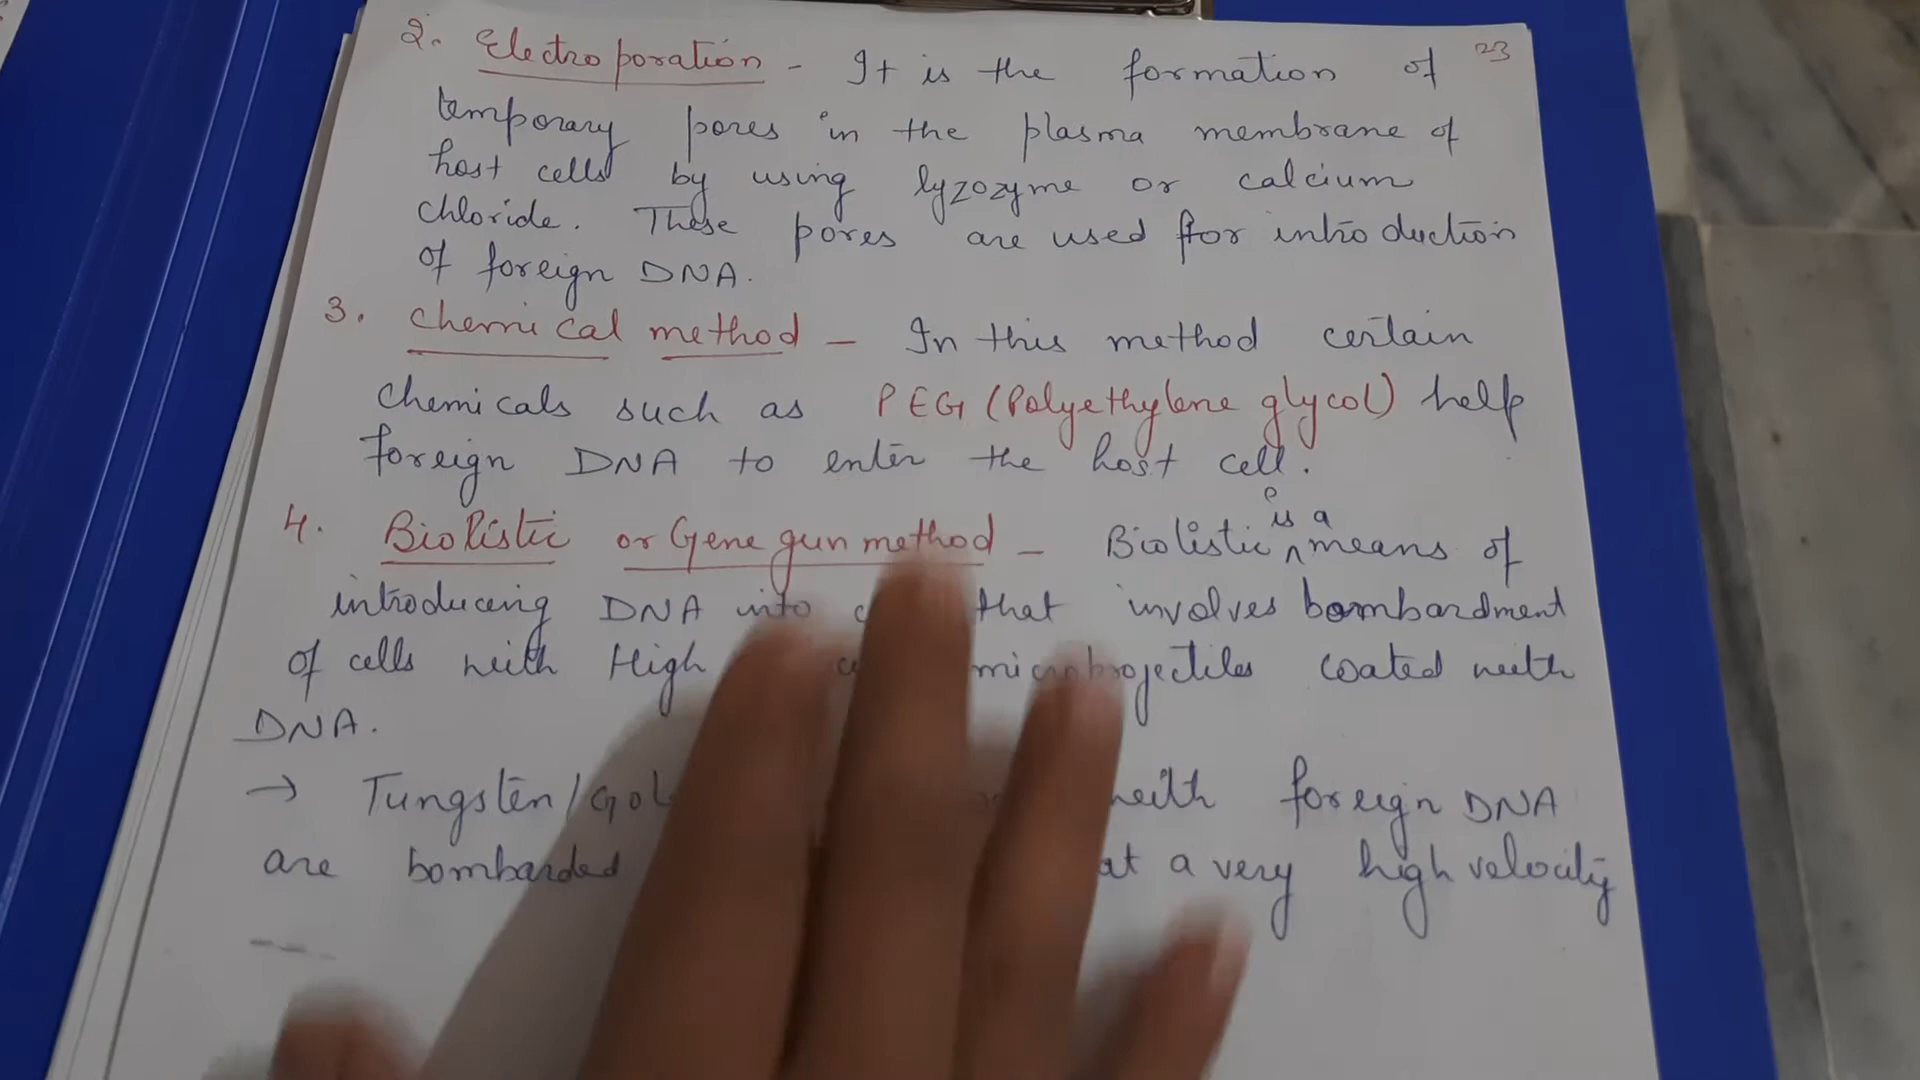 23
2. Electroporation - It is the formation of
temporary pores in the plasma membrane of
host cells by using lyzozyme or calcium
chloride. These pores are used for introduction
of foreign DNA.
3. Chemical method - In this method certain
chemicals such as PEG (Polyethylene glycol) help
foreign DNA to enter the host cell.
4. Biolistic or Gene gun method - Biolistic is a means of
introducing DNA into that involves bombardment
of cells with High microprojectiles coated with
DNA.
→ Tungsten/ with foreign DNA
are bombarded at a very high velocity